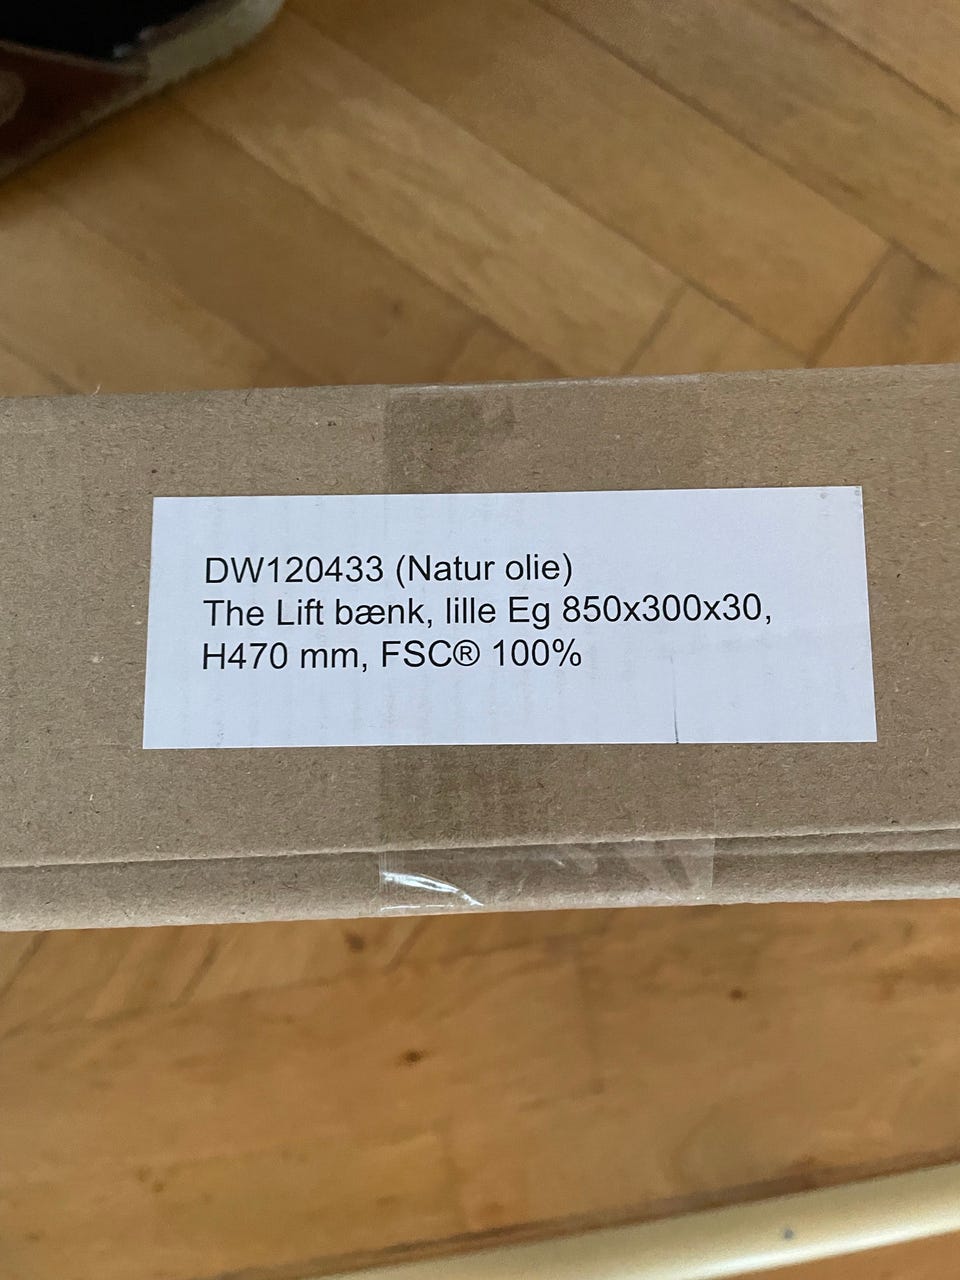 DW120433 (Natur olie)
The Lift bænk, lille Eg 850x300x30,
H470 mm, FSC® 100%